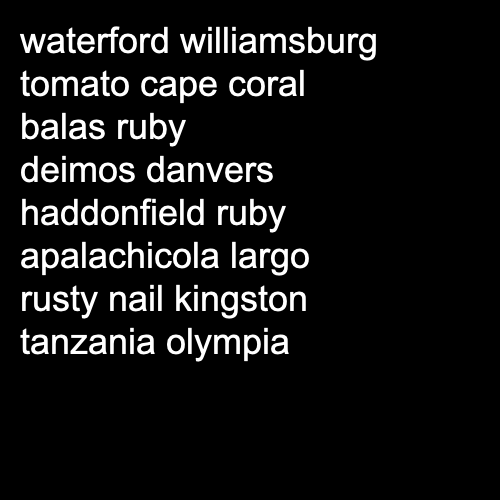 waterford williamsburg
tomato cape coral
balas ruby
deimos danvers
haddonfield ruby
apalachicola largo
rusty nail kingston
tanzania olympia